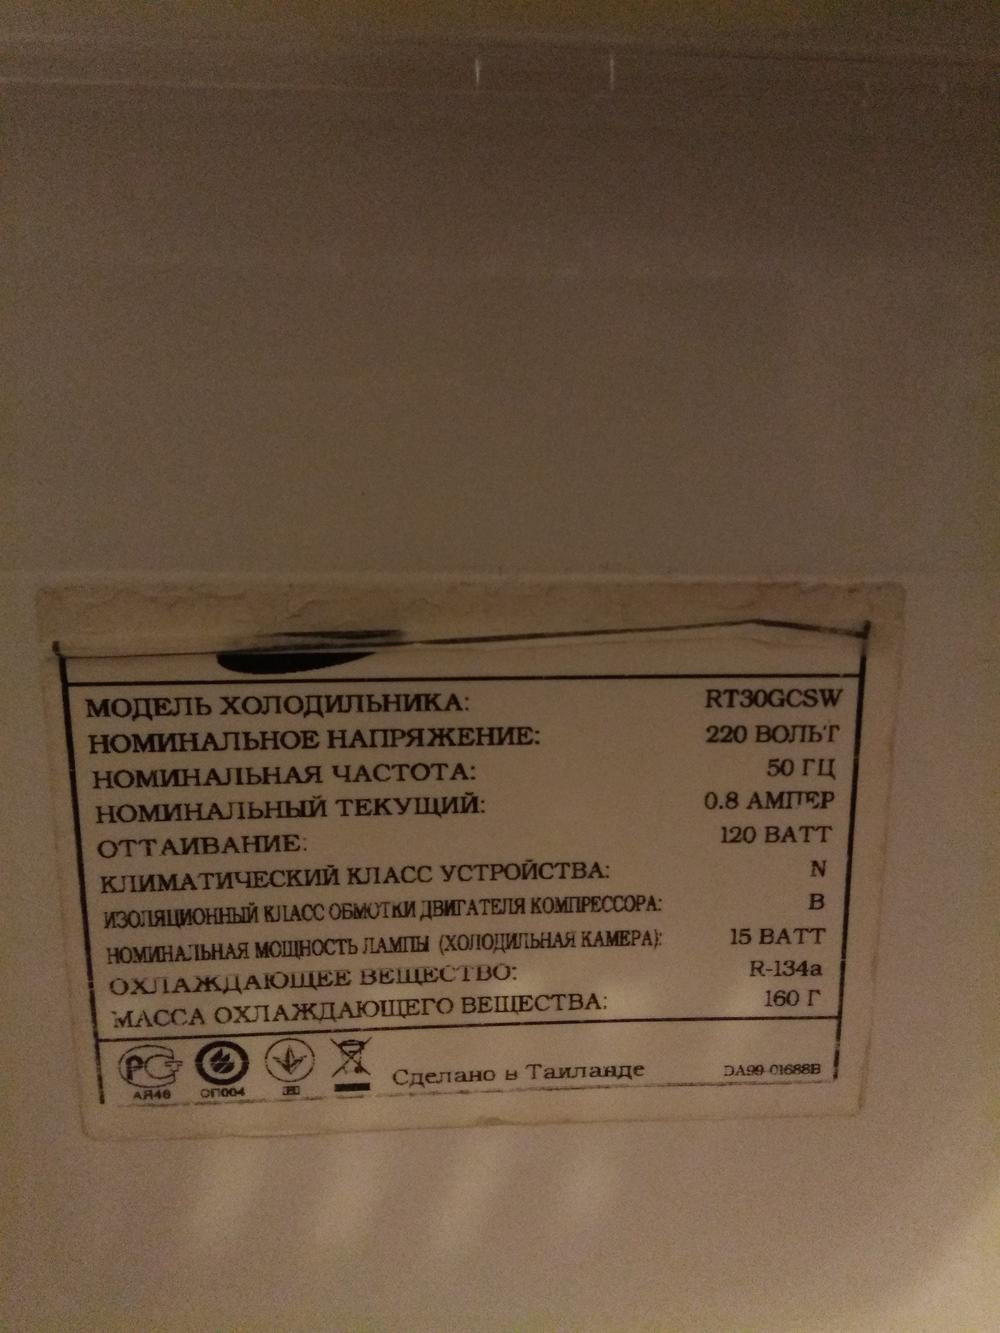 МОДЕЛЬ ХОЛОДИЛЬНИКА: RT30GCSW
НОМИНАЛЬНОЕ НАПРЯЖЕНИЕ: 220 ВОЛЬТ
НОМИНАЛЬНАЯ ЧАСТОТА: 50 ГЦ
НОМИНАЛЬНЫЙ ТЕКУЩИЙ: 0.8 АМПЕР
ОТТАИВАНИЕ: 120 ВАТТ
КЛИМАТИЧЕСКИЙ КЛАСС УСТРОЙСТВА: N
ИЗОЛЯЦИОННЫЙ КЛАСС ОБМОТКИ ДВИГАТЕЛЯ КОМПРЕССОРА: B
НОМИНАЛЬНАЯ МОЩНОСТЬ ЛАМПЫ (ХОЛОДИЛЬНАЯ КАМЕРА): 15 ВАТТ
ОХЛАЖДАЮЩЕЕ ВЕЩЕСТВО: R-134a
МАССА ОХЛАЖДАЮЩЕГО ВЕЩЕСТВА: 160 Г
Сделано в Таиланде DA99-01688B
АЯ46 ОП004